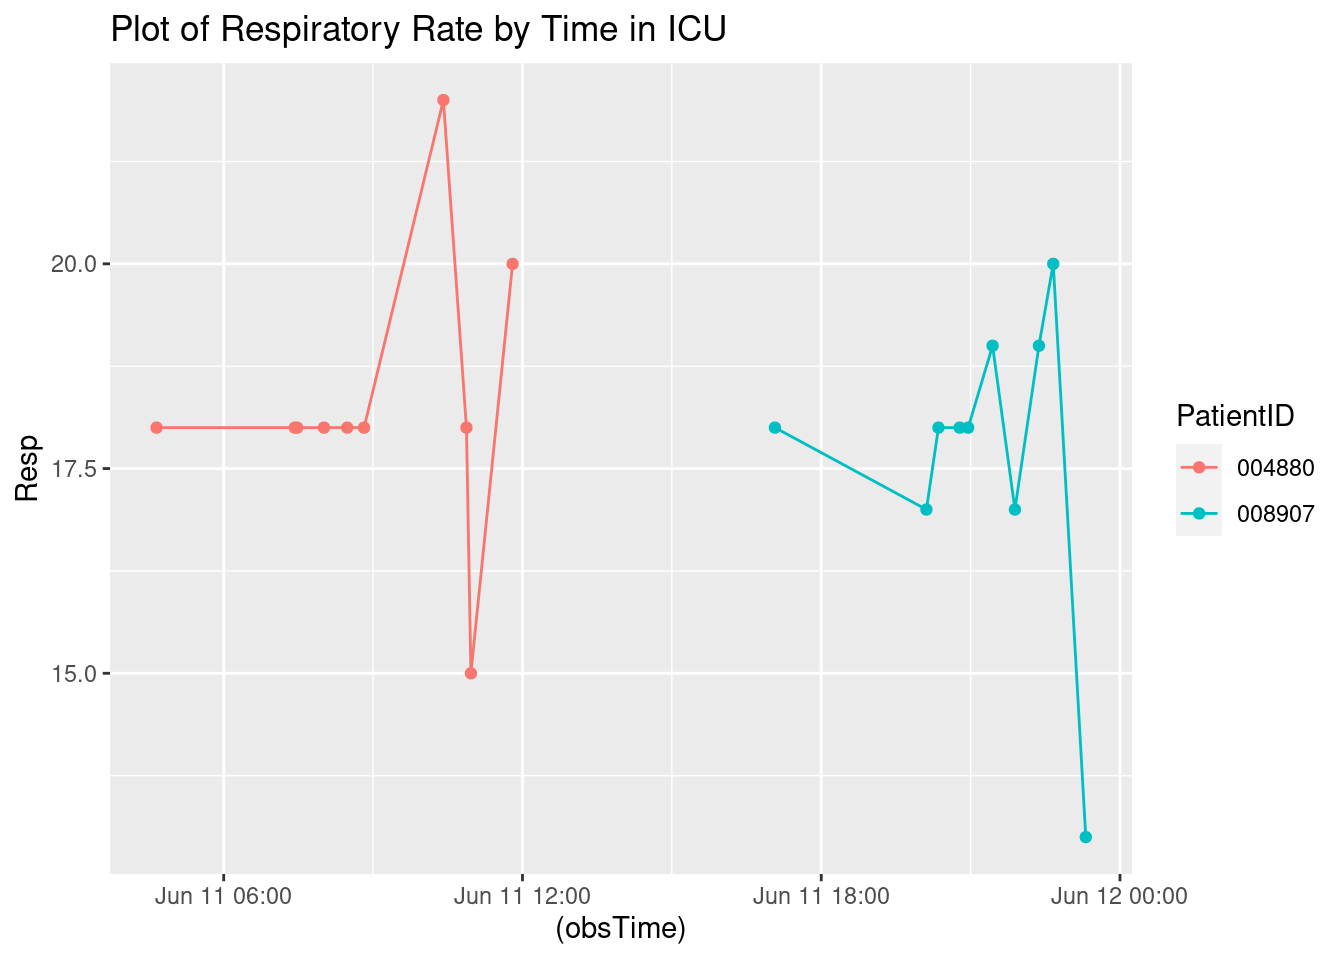 Plot of Respiratory Rate by Time in ICU
Resp
20.0
17.5
15.0
Jun 11 06:00
Jun 11 12:00
Jun 11 18:00
Jun 12 00:00
(obsTime)
PatientID
004880
008907